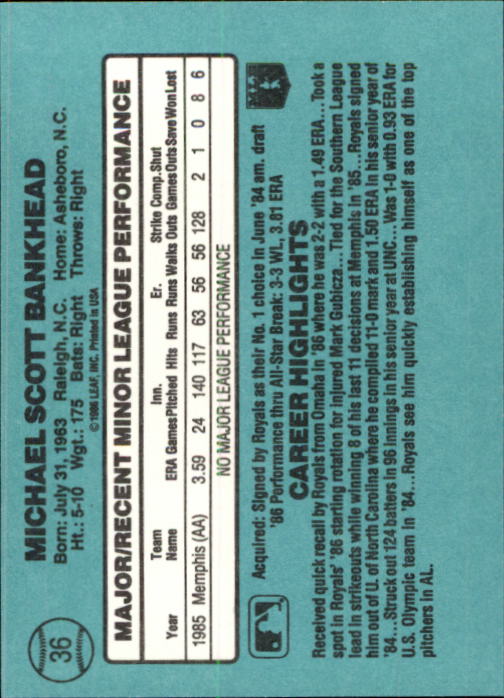 36
MICHAEL SCOTT BANKHEAD
Born: July 31, 1963 Raleigh, N.C. Home: Asheboro, N.C.
Ht.: 5-10 Wgt.: 175 Bats: Right Throws: Right
©1986 LEAF, INC. Printed in USA
MAJOR/RECENT MINOR LEAGUE PERFORMANCE
Team Inn. Er. Strike Comp. Shut
Year Name ERA Games Pitched Hits Runs Runs Walks Outs Games Outs Save Won Lost
1985 Memphis (AA) 3.59 24 140 117 63 56 56 128 2 1 0 8 6
NO MAJOR LEAGUE PERFORMANCE
Acquired: Signed by Royals as their No. 1 choice in June '84 am. draft
'86 Performance thru All-Star Break: 3-3 WL, 3.81 ERA
CAREER HIGHLIGHTS
Received quick recall by Royals from Omaha in '86 where he was 2-2 with a 1.49 ERA...Took a
spot in Royals' '86 starting rotation for injured Mark Gubicza...Tied for the Southern League
lead in strikeouts while winning 8 of his last 11 decisions at Memphis in '85...Royals signed
him out of U. of North Carolina where he compiled 11-0 mark and 1.50 ERA in his senior year of
'84...Struck out 124 batters in 96 innings in his senior year at UNC...Was 1-0 with 0.93 ERA for
U.S. Olympic team in '84...Royals see him quickly establishing himself as one of the top
pitchers in AL.